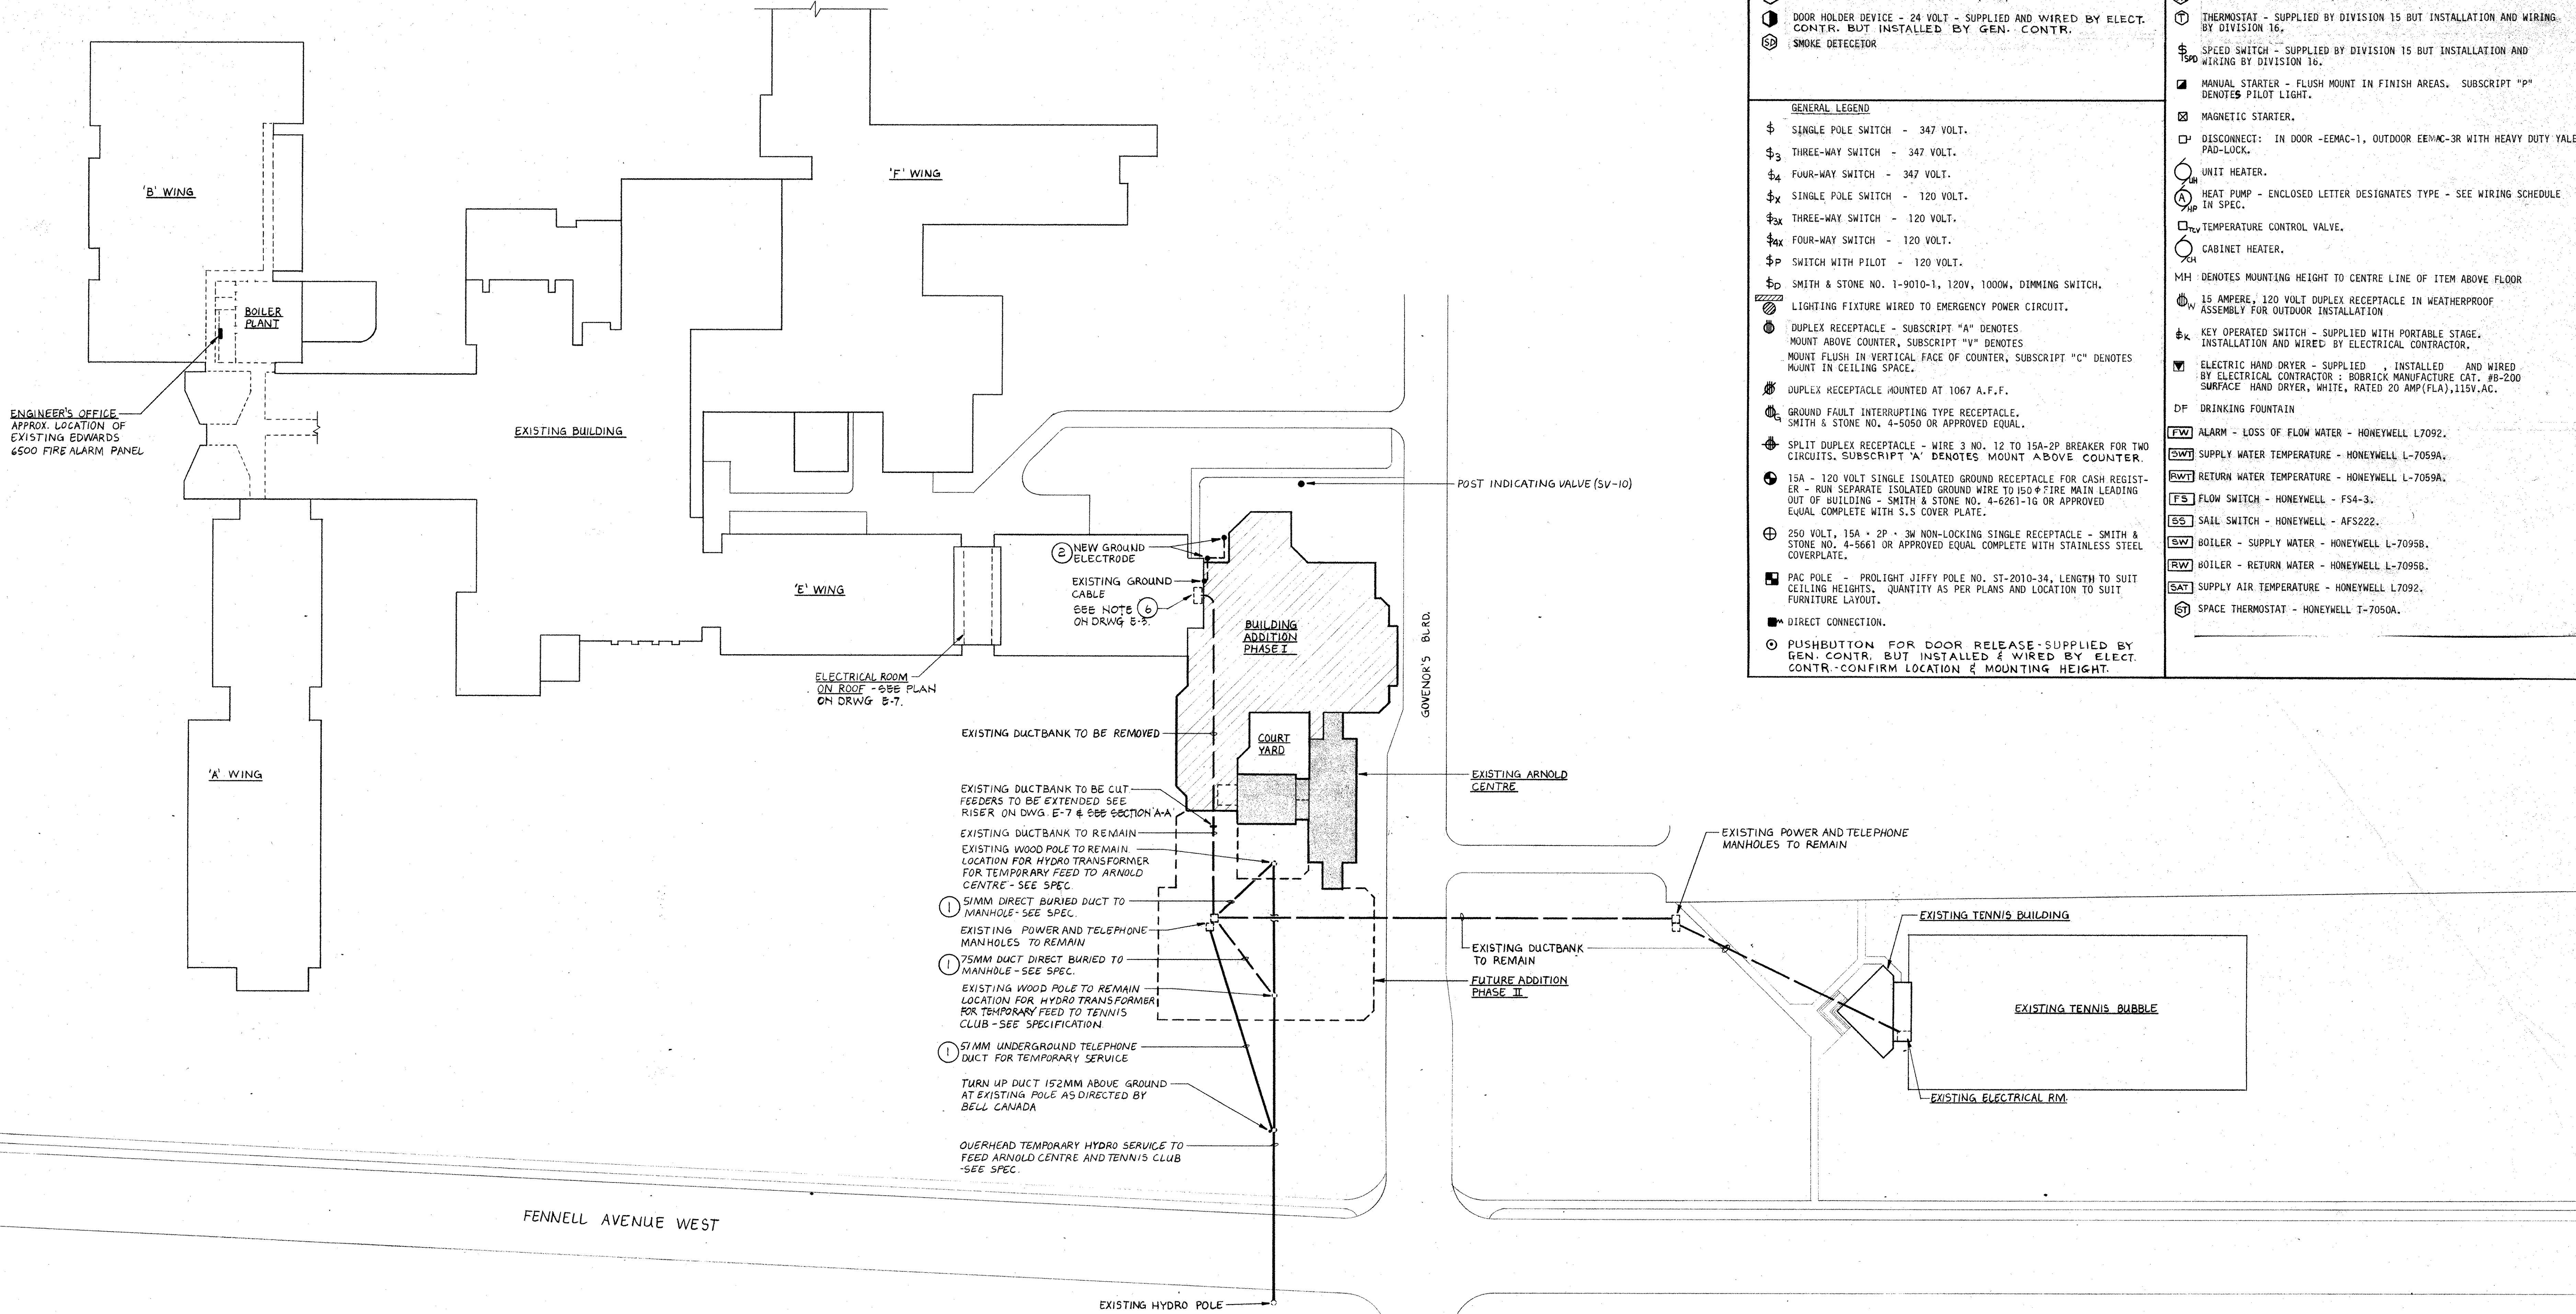 'B' WING
'F' WING
BOILER
PLANT
ENGINEER'S OFFICE
APPROX. LOCATION OF
EXISTING EDWARDS
6500 FIRE ALARM PANEL
EXISTING BUILDING
'A' WING
'E' WING
ELECTRICAL ROOM
ON ROOF - SEE PLAN
ON DRWG E-7.
2 NEW GROUND
ELECTRODE
EXISTING GROUND
CABLE
SEE NOTE 6
ON DRWG E-3.
POST INDICATING VALVE (SV-10)
BUILDING
ADDITION
PHASE I
GOVENOR'S BLRD.
COURT
YARD
EXISTING ARNOLD
CENTRE
EXISTING DUCTBANK TO BE REMOVED
EXISTING DUCTBANK TO BE CUT
FEEDERS TO BE EXTENDED SEE
RISER ON DWG. E-7 & SEE SECTION 'A-A'
EXISTING DUCTBANK TO REMAIN
EXISTING WOOD POLE TO REMAIN.
LOCATION FOR HYDRO TRANSFORMER
FOR TEMPORARY FEED TO ARNOLD
CENTRE - SEE SPEC.
1 51MM DIRECT BURIED DUCT TO
MANHOLE - SEE SPEC.
EXISTING POWER AND TELEPHONE
MANHOLES TO REMAIN
1 75MM DUCT DIRECT BURIED TO
MANHOLE - SEE SPEC.
EXISTING WOOD POLE TO REMAIN
LOCATION FOR HYDRO TRANSFORMER
FOR TEMPORARY FEED TO TENNIS
CLUB - SEE SPECIFICATION.
1 51MM UNDERGROUND TELEPHONE
DUCT FOR TEMPORARY SERVICE
TURN UP DUCT 152MM ABOVE GROUND
AT EXISTING POLE AS DIRECTED BY
BELL CANADA
OVERHEAD TEMPORARY HYDRO SERVICE TO
FEED ARNOLD CENTRE AND TENNIS CLUB
-SEE SPEC.
EXISTING HYDRO POLE
FENNELL AVENUE WEST
EXISTING POWER AND TELEPHONE
MANHOLES TO REMAIN
EXISTING DUCTBANK
TO REMAIN
FUTURE ADDITION
PHASE II
EXISTING TENNIS BUILDING
EXISTING TENNIS BUBBLE
EXISTING ELECTRICAL RM.
DOOR HOLDER DEVICE - 24 VOLT - SUPPLIED AND WIRED BY ELECT.
CONTR. BUT INSTALLED BY GEN. CONTR.
SD SMOKE DETECETOR
GENERAL LEGEND
$ SINGLE POLE SWITCH - 347 VOLT.
$3 THREE-WAY SWITCH - 347 VOLT.
$4 FOUR-WAY SWITCH - 347 VOLT.
$X SINGLE POLE SWITCH - 120 VOLT.
$3X THREE-WAY SWITCH - 120 VOLT.
$4X FOUR-WAY SWITCH - 120 VOLT.
$P SWITCH WITH PILOT - 120 VOLT.
$D SMITH & STONE NO. 1-9010-1, 120V, 1000W, DIMMING SWITCH.
LIGHTING FIXTURE WIRED TO EMERGENCY POWER CIRCUIT.
DUPLEX RECEPTACLE - SUBSCRIPT "A" DENOTES
MOUNT ABOVE COUNTER, SUBSCRIPT "V" DENOTES
MOUNT FLUSH IN VERTICAL FACE OF COUNTER, SUBSCRIPT "C" DENOTES
MOUNT IN CEILING SPACE.
DUPLEX RECEPTACLE MOUNTED AT 1067 A.F.F.
G GROUND FAULT INTERRUPTING TYPE RECEPTACLE.
SMITH & STONE NO. 4-5050 OR APPROVED EQUAL.
SPLIT DUPLEX RECEPTACLE - WIRE 3 NO. 12 TO 15A-2P BREAKER FOR TWO
CIRCUITS. SUBSCRIPT 'A' DENOTES MOUNT ABOVE COUNTER.
15A - 120 VOLT SINGLE ISOLATED GROUND RECEPTACLE FOR CASH REGIST-
ER - RUN SEPARATE ISOLATED GROUND WIRE TO 150 ϕ FIRE MAIN LEADING
OUT OF BUILDING - SMITH & STONE NO. 4-6261-1G OR APPROVED
EQUAL COMPLETE WITH S.S COVER PLATE.
250 VOLT, 15A • 2P • 3W NON-LOCKING SINGLE RECEPTACLE - SMITH &
STONE NO. 4-5661 OR APPROVED EQUAL COMPLETE WITH STAINLESS STEEL
COVERPLATE.
PAC POLE - PROLIGHT JIFFY POLE NO. ST-2010-34, LENGTH TO SUIT
CEILING HEIGHTS. QUANTITY AS PER PLANS AND LOCATION TO SUIT
FURNITURE LAYOUT.
DIRECT CONNECTION.
PUSHBUTTON FOR DOOR RELEASE-SUPPLIED BY
GEN. CONTR. BUT INSTALLED & WIRED BY ELECT.
CONTR.-CONFIRM LOCATION & MOUNTING HEIGHT.
T THERMOSTAT - SUPPLIED BY DIVISION 15 BUT INSTALLATION AND WIRING
BY DIVISION 16.
$SPD SPEED SWITCH - SUPPLIED BY DIVISION 15 BUT INSTALLATION AND
WIRING BY DIVISION 16.
MANUAL STARTER - FLUSH MOUNT IN FINISH AREAS. SUBSCRIPT "P"
DENOTES PILOT LIGHT.
MAGNETIC STARTER.
DISCONNECT: IN DOOR -EEMAC-1, OUTDOOR EEMAC-3R WITH HEAVY DUTY YALE
PAD-LOCK.
UH UNIT HEATER.
A HP HEAT PUMP - ENCLOSED LETTER DESIGNATES TYPE - SEE WIRING SCHEDULE
IN SPEC.
TCV TEMPERATURE CONTROL VALVE.
CH CABINET HEATER.
MH DENOTES MOUNTING HEIGHT TO CENTRE LINE OF ITEM ABOVE FLOOR
W 15 AMPERE, 120 VOLT DUPLEX RECEPTACLE IN WEATHERPROOF
ASSEMBLY FOR OUTDOOR INSTALLATION
$K KEY OPERATED SWITCH - SUPPLIED WITH PORTABLE STAGE.
INSTALLATION AND WIRED BY ELECTRICAL CONTRACTOR.
ELECTRIC HAND DRYER - SUPPLIED , INSTALLED AND WIRED
BY ELECTRICAL CONTRACTOR : BOBRICK MANUFACTURE CAT. #B-200
SURFACE HAND DRYER, WHITE, RATED 20 AMP(FLA),115V.AC.
DF DRINKING FOUNTAIN
FW ALARM - LOSS OF FLOW WATER - HONEYWELL L7092.
SWT SUPPLY WATER TEMPERATURE - HONEYWELL L-7059A.
RWT RETURN WATER TEMPERATURE - HONEYWELL L-7059A.
FS FLOW SWITCH - HONEYWELL - FS4-3.
SS SAIL SWITCH - HONEYWELL - AFS222.
SW BOILER - SUPPLY WATER - HONEYWELL L-7095B.
RW BOILER - RETURN WATER - HONEYWELL L-7095B.
SAT SUPPLY AIR TEMPERATURE - HONEYWELL L7092.
ST SPACE THERMOSTAT - HONEYWELL T-7050A.